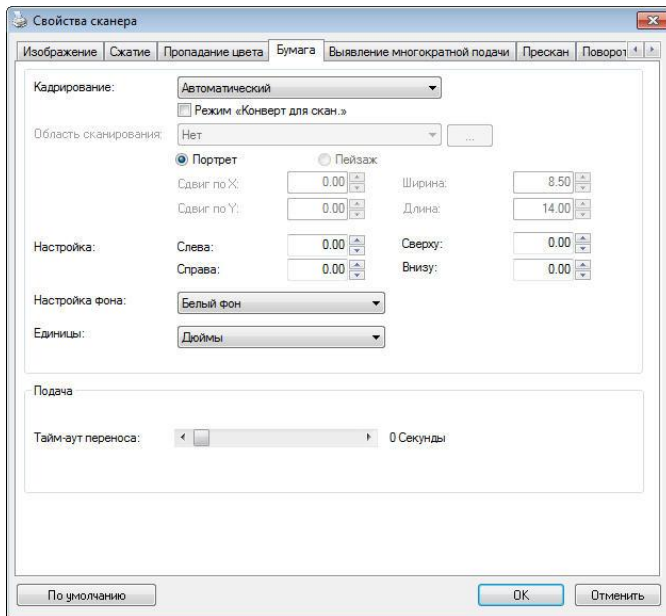 Свойства сканера
Изображение Сжатие Пропадание цвета Бумага Выявление многократной подачи Прескан Поворот
Кадрирование: Автоматический
Режим «Конверт для скан.»
Область сканирования: Нет ...
Портрет Пейзаж
Сдвиг по X: 0.00 Ширина: 8.50
Сдвиг по Y: 0.00 Длина: 14.00
Настройка: Слева: 0.00 Сверху: 0.00
Справа: 0.00 Внизу: 0.00
Настройка фона: Белый фон
Единицы: Дюймы
Подача
Тайм-аут переноса: 0 Секунды
По умолчанию OK Отменить